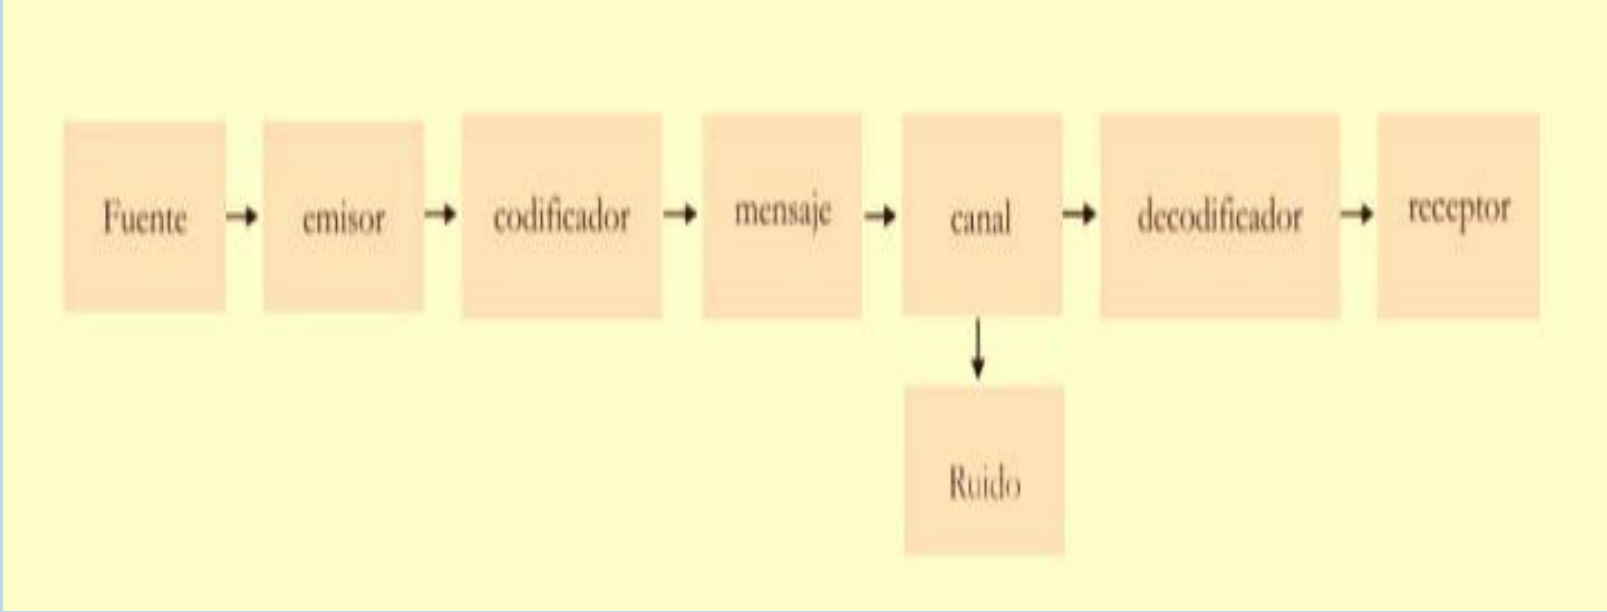 Fuente
emisor
codificador
mensaje
canal
decodificador
receptor
Ruido